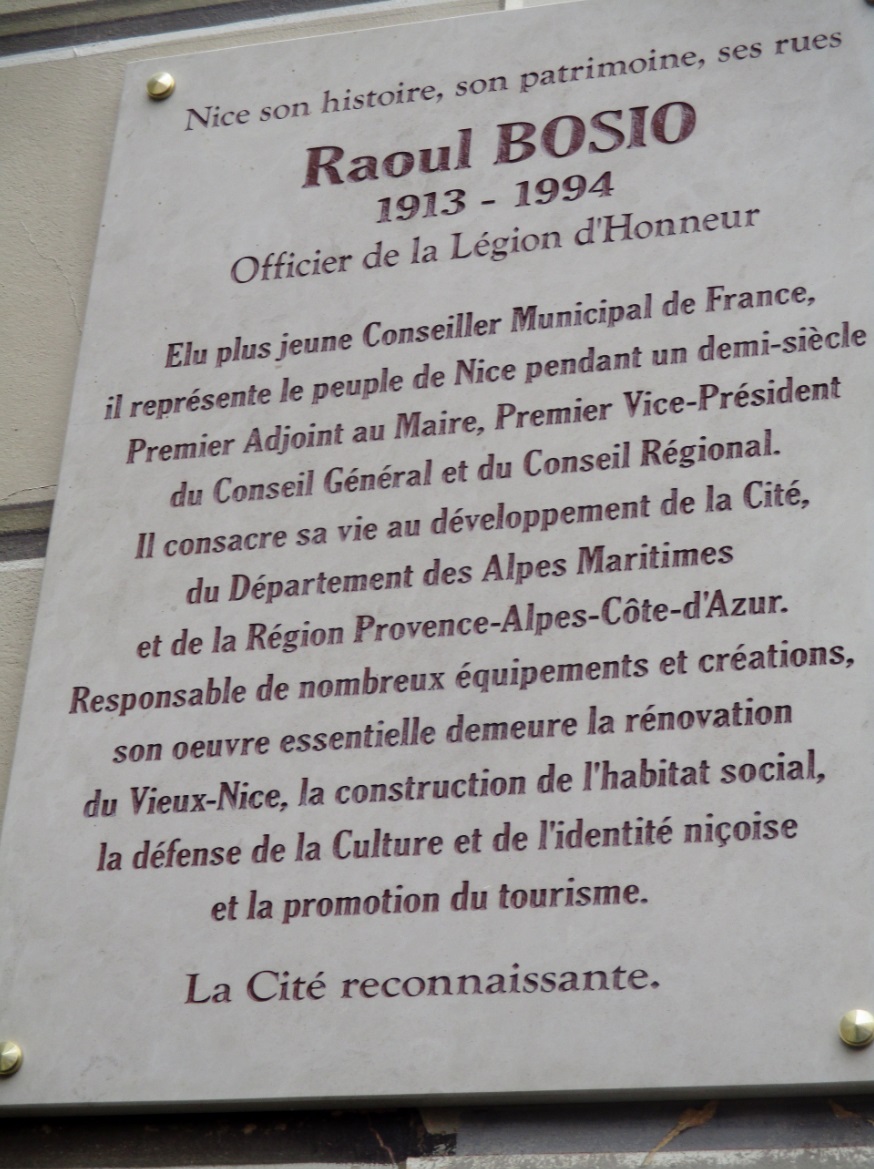 Nice son histoire, son patrimoine, ses rues
Raoul BOSIO
1913 - 1994
Officier de la Légion d'Honneur
Elu plus jeune Conseiller Municipal de France,
il représente le peuple de Nice pendant un demi-siècle
Premier Adjoint au Maire, Premier Vice-Président
du Conseil Général et du Conseil Régional.
Il consacre sa vie au développement de la Cité,
du Département des Alpes Maritimes
et de la Région Provence-Alpes-Côte-d'Azur.
Responsable de nombreux équipements et créations,
son oeuvre essentielle demeure la rénovation
du Vieux-Nice, la construction de l'habitat social,
la défense de la Culture et de l'identité niçoise
et la promotion du tourisme.
La Cité reconnaissante.